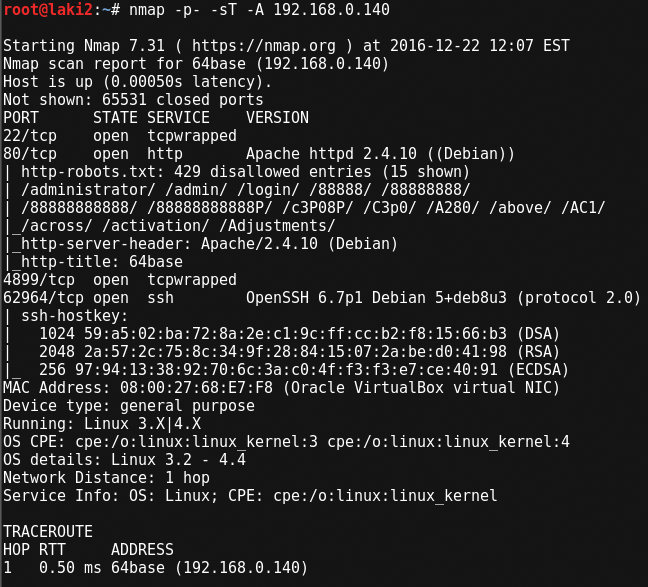 root@laki2:~# nmap -p- -sT -A 192.168.0.140
Starting Nmap 7.31 ( https://nmap.org ) at 2016-12-22 12:07 EST
Nmap scan report for 64base (192.168.0.140)
Host is up (0.00050s latency).
Not shown: 65531 closed ports
PORT      STATE SERVICE    VERSION
22/tcp    open  tcpwrapped
80/tcp    open  http       Apache httpd 2.4.10 ((Debian))
| http-robots.txt: 429 disallowed entries (15 shown)
| /administrator/ /admin/ /login/ /88888/ /88888888/
| /88888888888/ /88888888888P/ /c3P08P/ /C3p0/ /A280/ /above/ /AC1/
|_/across/ /activation/ /Adjustments/
|_http-server-header: Apache/2.4.10 (Debian)
|_http-title: 64base
4899/tcp  open  tcpwrapped
62964/tcp open  ssh        OpenSSH 6.7p1 Debian 5+deb8u3 (protocol 2.0)
| ssh-hostkey:
|   1024 59:a5:02:ba:72:8a:2e:c1:9c:ff:cc:b2:f8:15:66:b3 (DSA)
|   2048 2a:57:2c:75:8c:34:9f:28:84:15:07:2a:be:d0:41:98 (RSA)
|_  256 97:94:13:38:92:70:6c:3a:c0:4f:f3:f3:e7:ce:40:91 (ECDSA)
MAC Address: 08:00:27:68:E7:F8 (Oracle VirtualBox virtual NIC)
Device type: general purpose
Running: Linux 3.X|4.X
OS CPE: cpe:/o:linux:linux_kernel:3 cpe:/o:linux:linux_kernel:4
OS details: Linux 3.2 - 4.4
Network Distance: 1 hop
Service Info: OS: Linux; CPE: cpe:/o:linux:linux_kernel
TRACEROUTE
HOP RTT     ADDRESS
1   0.50 ms 64base (192.168.0.140)